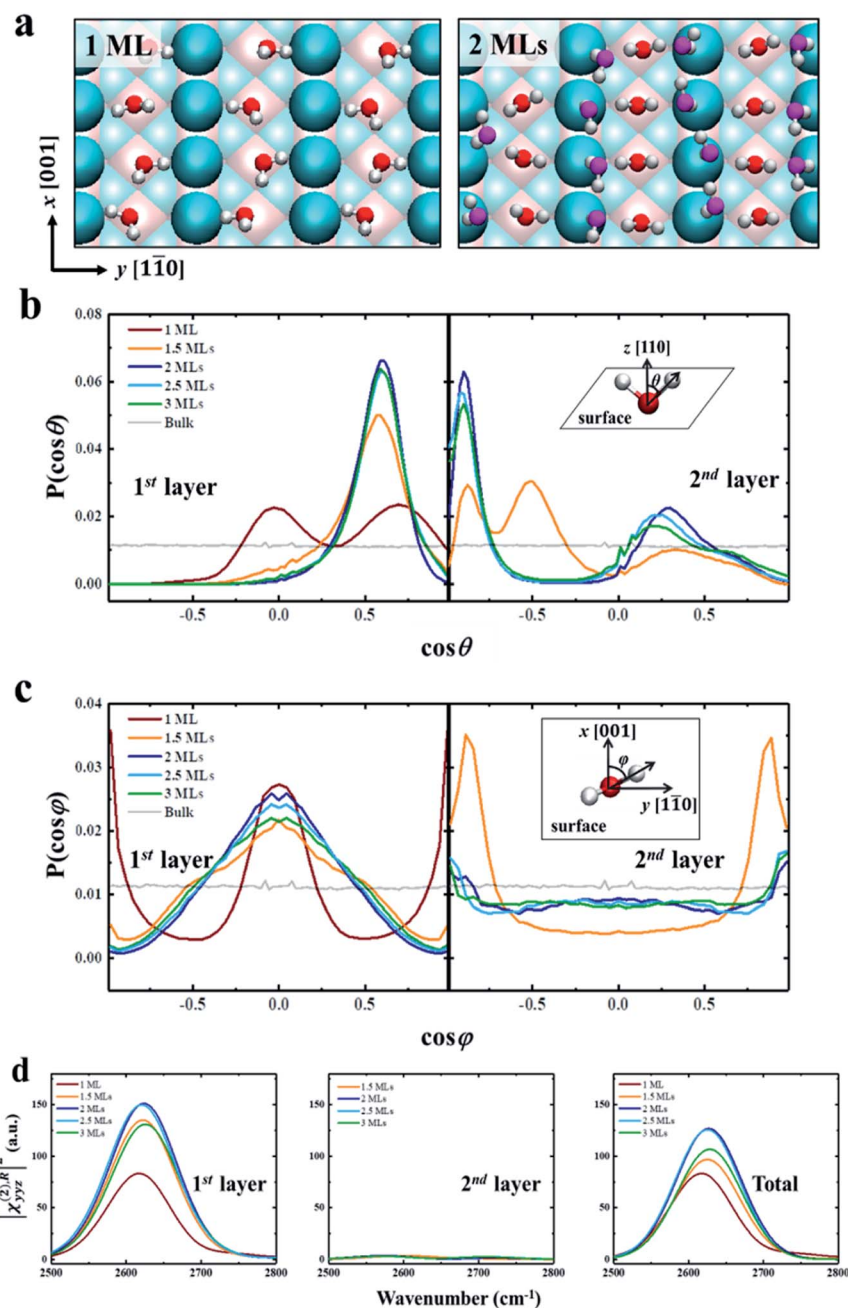 a
1 ML
2 MLs
x [001]
y [11̅0]
b
0.08
0.06
0.04
0.02
0.00
P(cosθ)
1 ML
1.5 MLs
2 MLs
2.5 MLs
3 MLs
Bulk
1st layer
z [110]
θ
surface
2nd layer
-0.5 0.0 0.5 -0.5 0.0 0.5
cosθ
c
0.04
0.03
0.02
0.01
0.00
P(cosφ)
1 ML
1.5 MLs
2 MLs
2.5 MLs
3 MLs
Bulk
1st layer
x [001]
φ
y [11̅0]
surface
2nd layer
-0.5 0.0 0.5 -0.5 0.0 0.5
cosφ
d
|χyyz(2),R|2 (a.u.)
150
100
50
0
1 ML
1.5 MLs
2 MLs
2.5 MLs
3 MLs
1st layer
2500 2600 2700 2800
150
100
50
0
1.5 MLs
2 MLs
2.5 MLs
3 MLs
2nd layer
2500 2600 2700 2800
150
100
50
0
1 ML
1.5 MLs
2 MLs
2.5 MLs
3 MLs
Total
2500 2600 2700 2800
Wavenumber (cm-1)